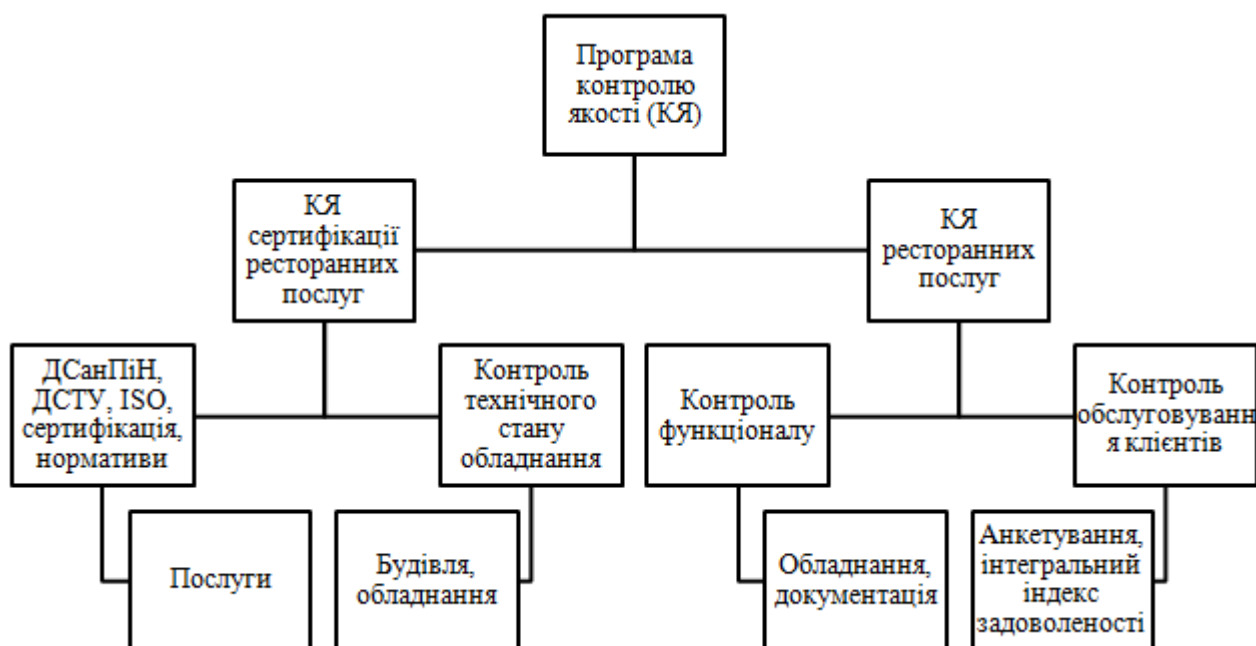 Програма
контролю
якості (КЯ)
КЯ
сертифікації
ресторанних
послуг
КЯ
ресторанних
послуг
ДСанПіН,
ДСТУ, ISO,
сертифікація,
нормативи
Контроль
технічного
стану
обладнання
Контроль
функціоналу
Контроль
обслуговуванн
я клієнтів
Послуги
Будівля,
обладнання
Обладнання,
документація
Анкетування,
інтегральний
індекс
задоволеності